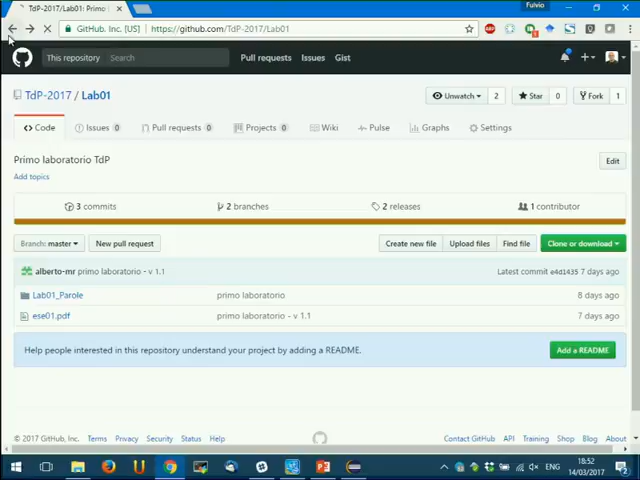 TdP-2017/Lab01: Primo l
Fulvio
GitHub, Inc. [US]
https://github.com/TdP-2017/Lab01
This repository
Search
Pull requests
Issues
Gist
TdP-2017 / Lab01
Unwatch 2
Star 0
Fork 1
Code
Issues 0
Pull requests 0
Projects 0
Wiki
Pulse
Graphs
Settings
Primo laboratorio TdP
Edit
Add topics
3 commits
2 branches
2 releases
1 contributor
Branch: master
New pull request
Create new file
Upload files
Find file
Clone or download
alberto-mr primo laboratorio - v 1.1
Latest commit e4d1435 7 days ago
Lab01_Parole
primo laboratorio
8 days ago
ese01.pdf
primo laboratorio - v 1.1
7 days ago
Help people interested in this repository understand your project by adding a README.
Add a README
© 2017 GitHub, Inc.
Terms
Privacy
Security
Status
Help
Contact GitHub
API
Training
Shop
Blog
About
ENG
18:52
14/03/2017